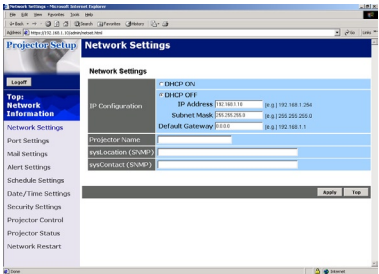 Network Settings - Microsoft Internet Explorer
File Edit View Favorites Tools Help
Back Search Favorites History
Address https://192.168.1.10/admin/netset.html Go Links
Projector Setup
Network Settings
Logoff
Top:
Network
Information
Network Settings
Port Settings
Mail Settings
Alert Settings
Schedule Settings
Date/Time Settings
Security Settings
Projector Control
Projector Status
Network Restart
Network Settings
IP Configuration
DHCP ON
DHCP OFF
IP Address 192.168.1.10 [e.g.] 192.168.1.254
Subnet Mask 255.255.255.0 [e.g.] 255.255.255.0
Default Gateway 0.0.0.0 [e.g.] 192.168.1.1
Projector Name
sysLocation (SNMP)
sysContact (SNMP)
Apply Top
Done Internet